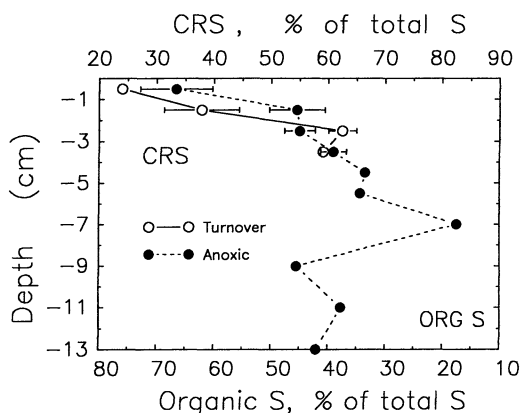 CRS, % of total S
20 30 40 50 60 70 80 90
-1
-3
CRS
-5
Turnover
-7
Anoxic
-9
-11
ORG S
-13
Depth (cm)
80 70 60 50 40 30 20 10
Organic S, % of total S